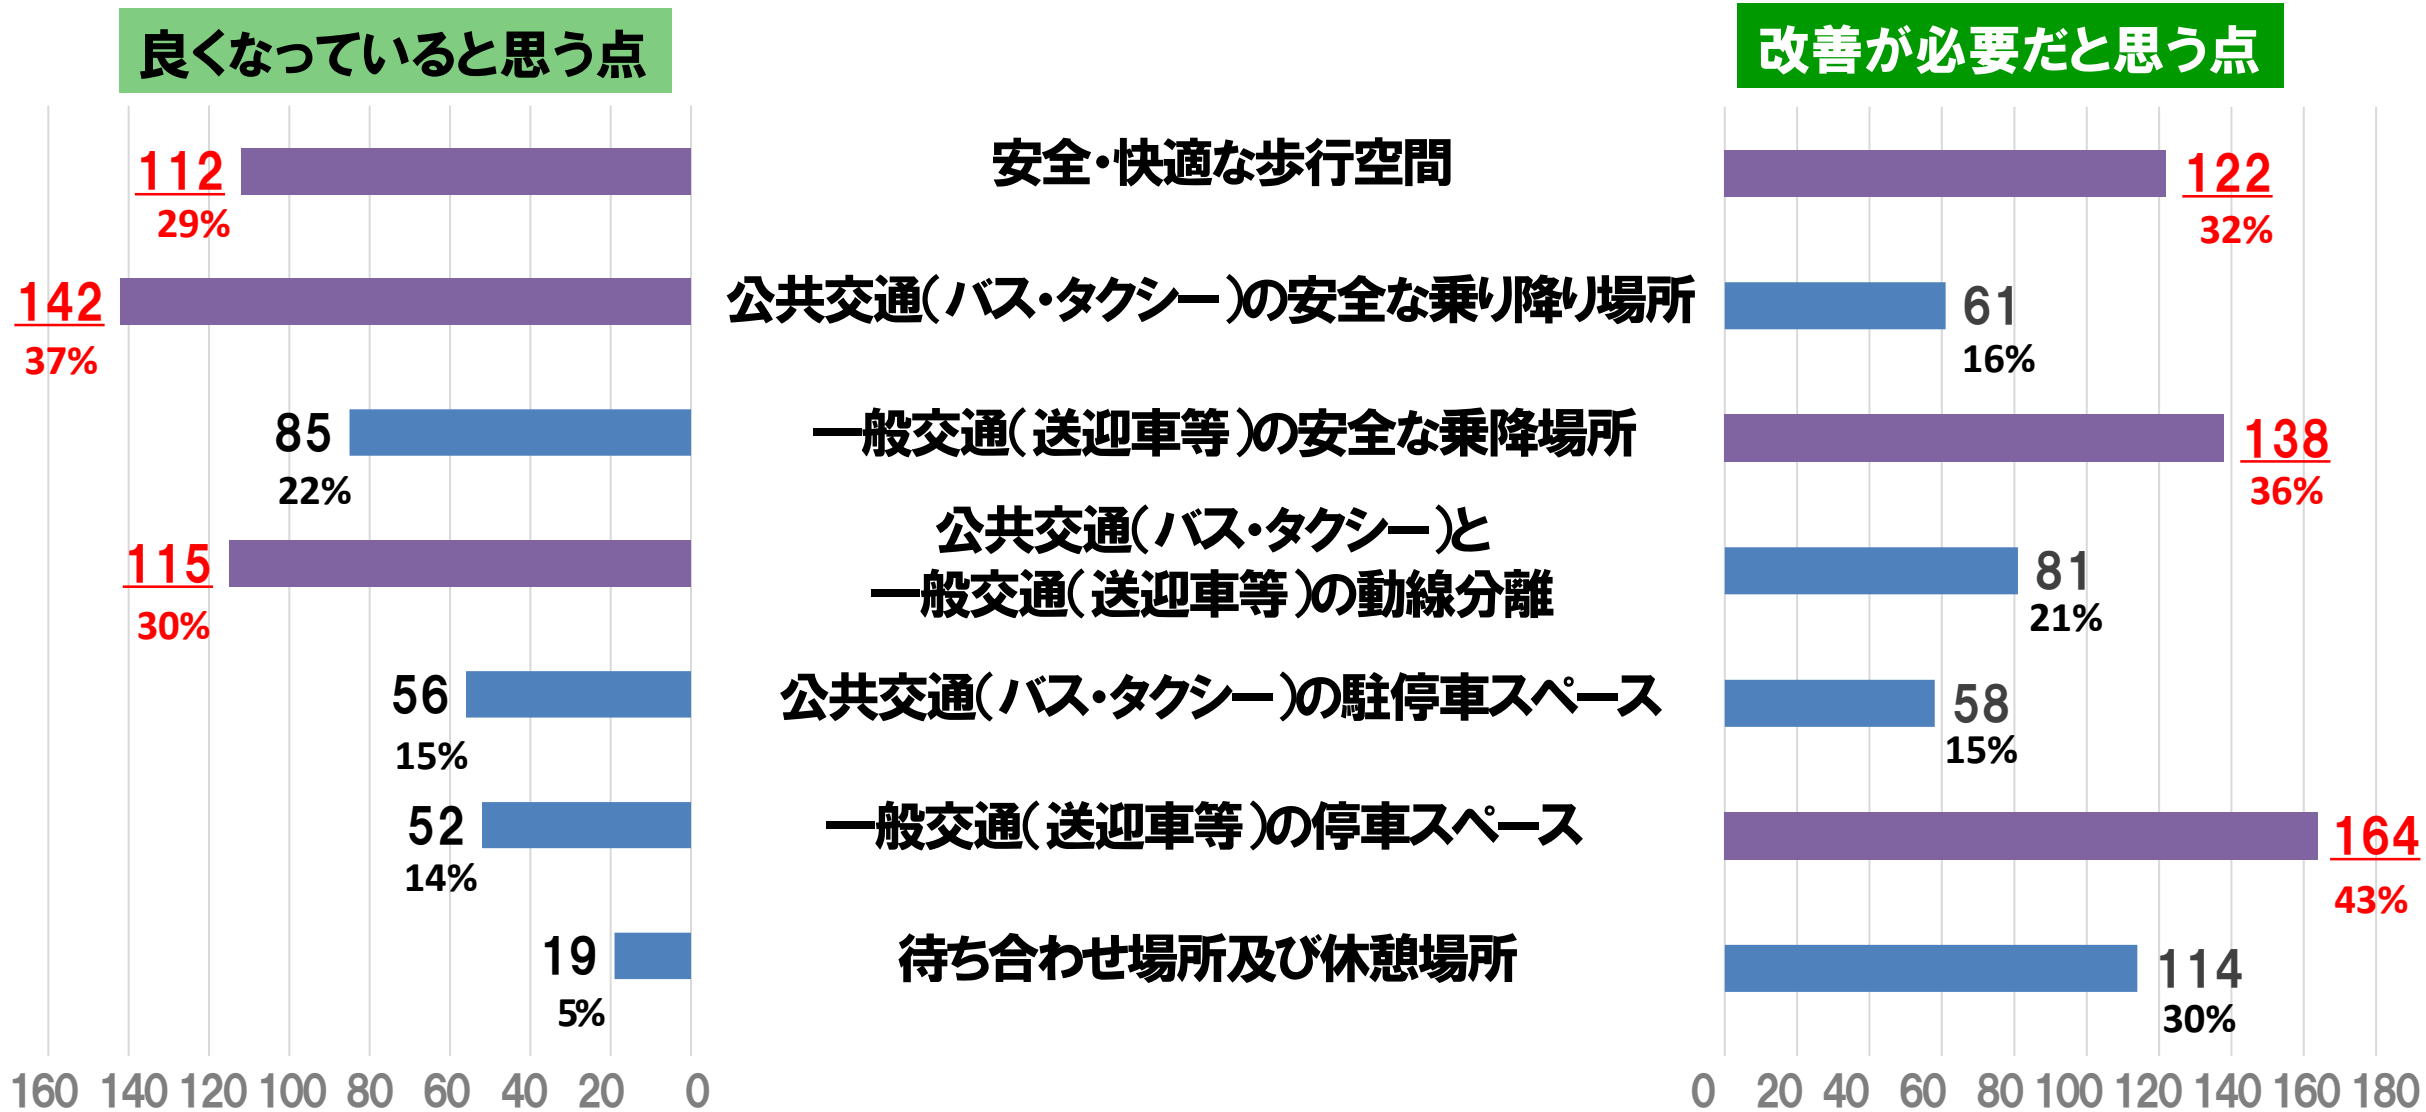 良くなっていると思う点
改善が必要だと思う点
112
29%
安全・快適な歩行空間
122
32%
142
37%
公共交通(バス・タクシー)の安全な乗り降り場所
61
16%
85
22%
一般交通(送迎車等)の安全な乗降場所
138
36%
115
30%
公共交通(バス・タクシー)と
一般交通(送迎車等)の動線分離
81
21%
56
15%
公共交通(バス・タクシー)の駐停車スペース
58
15%
52
14%
一般交通(送迎車等)の停車スペース
164
43%
19
5%
待ち合わせ場所及び休憩場所
114
30%
160 140 120 100 80 60 40 20 0
0 20 40 60 80 100 120 140 160 180